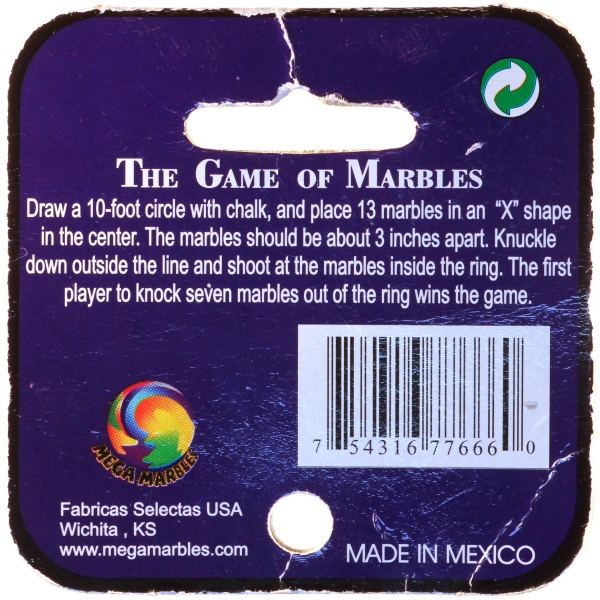 THE GAME OF MARBLES
Draw a 10-foot circle with chalk, and place 13 marbles in an “X” shape
in the center. The marbles should be about 3 inches apart. Knuckle
down outside the line and shoot at the marbles inside the ring. The first
player to knock seven marbles out of the ring wins the game.
7 54316 77666 0
MEGA MARBLES
Fabricas Selectas USA
Wichita , KS
www.megamarbles.com
MADE IN MEXICO